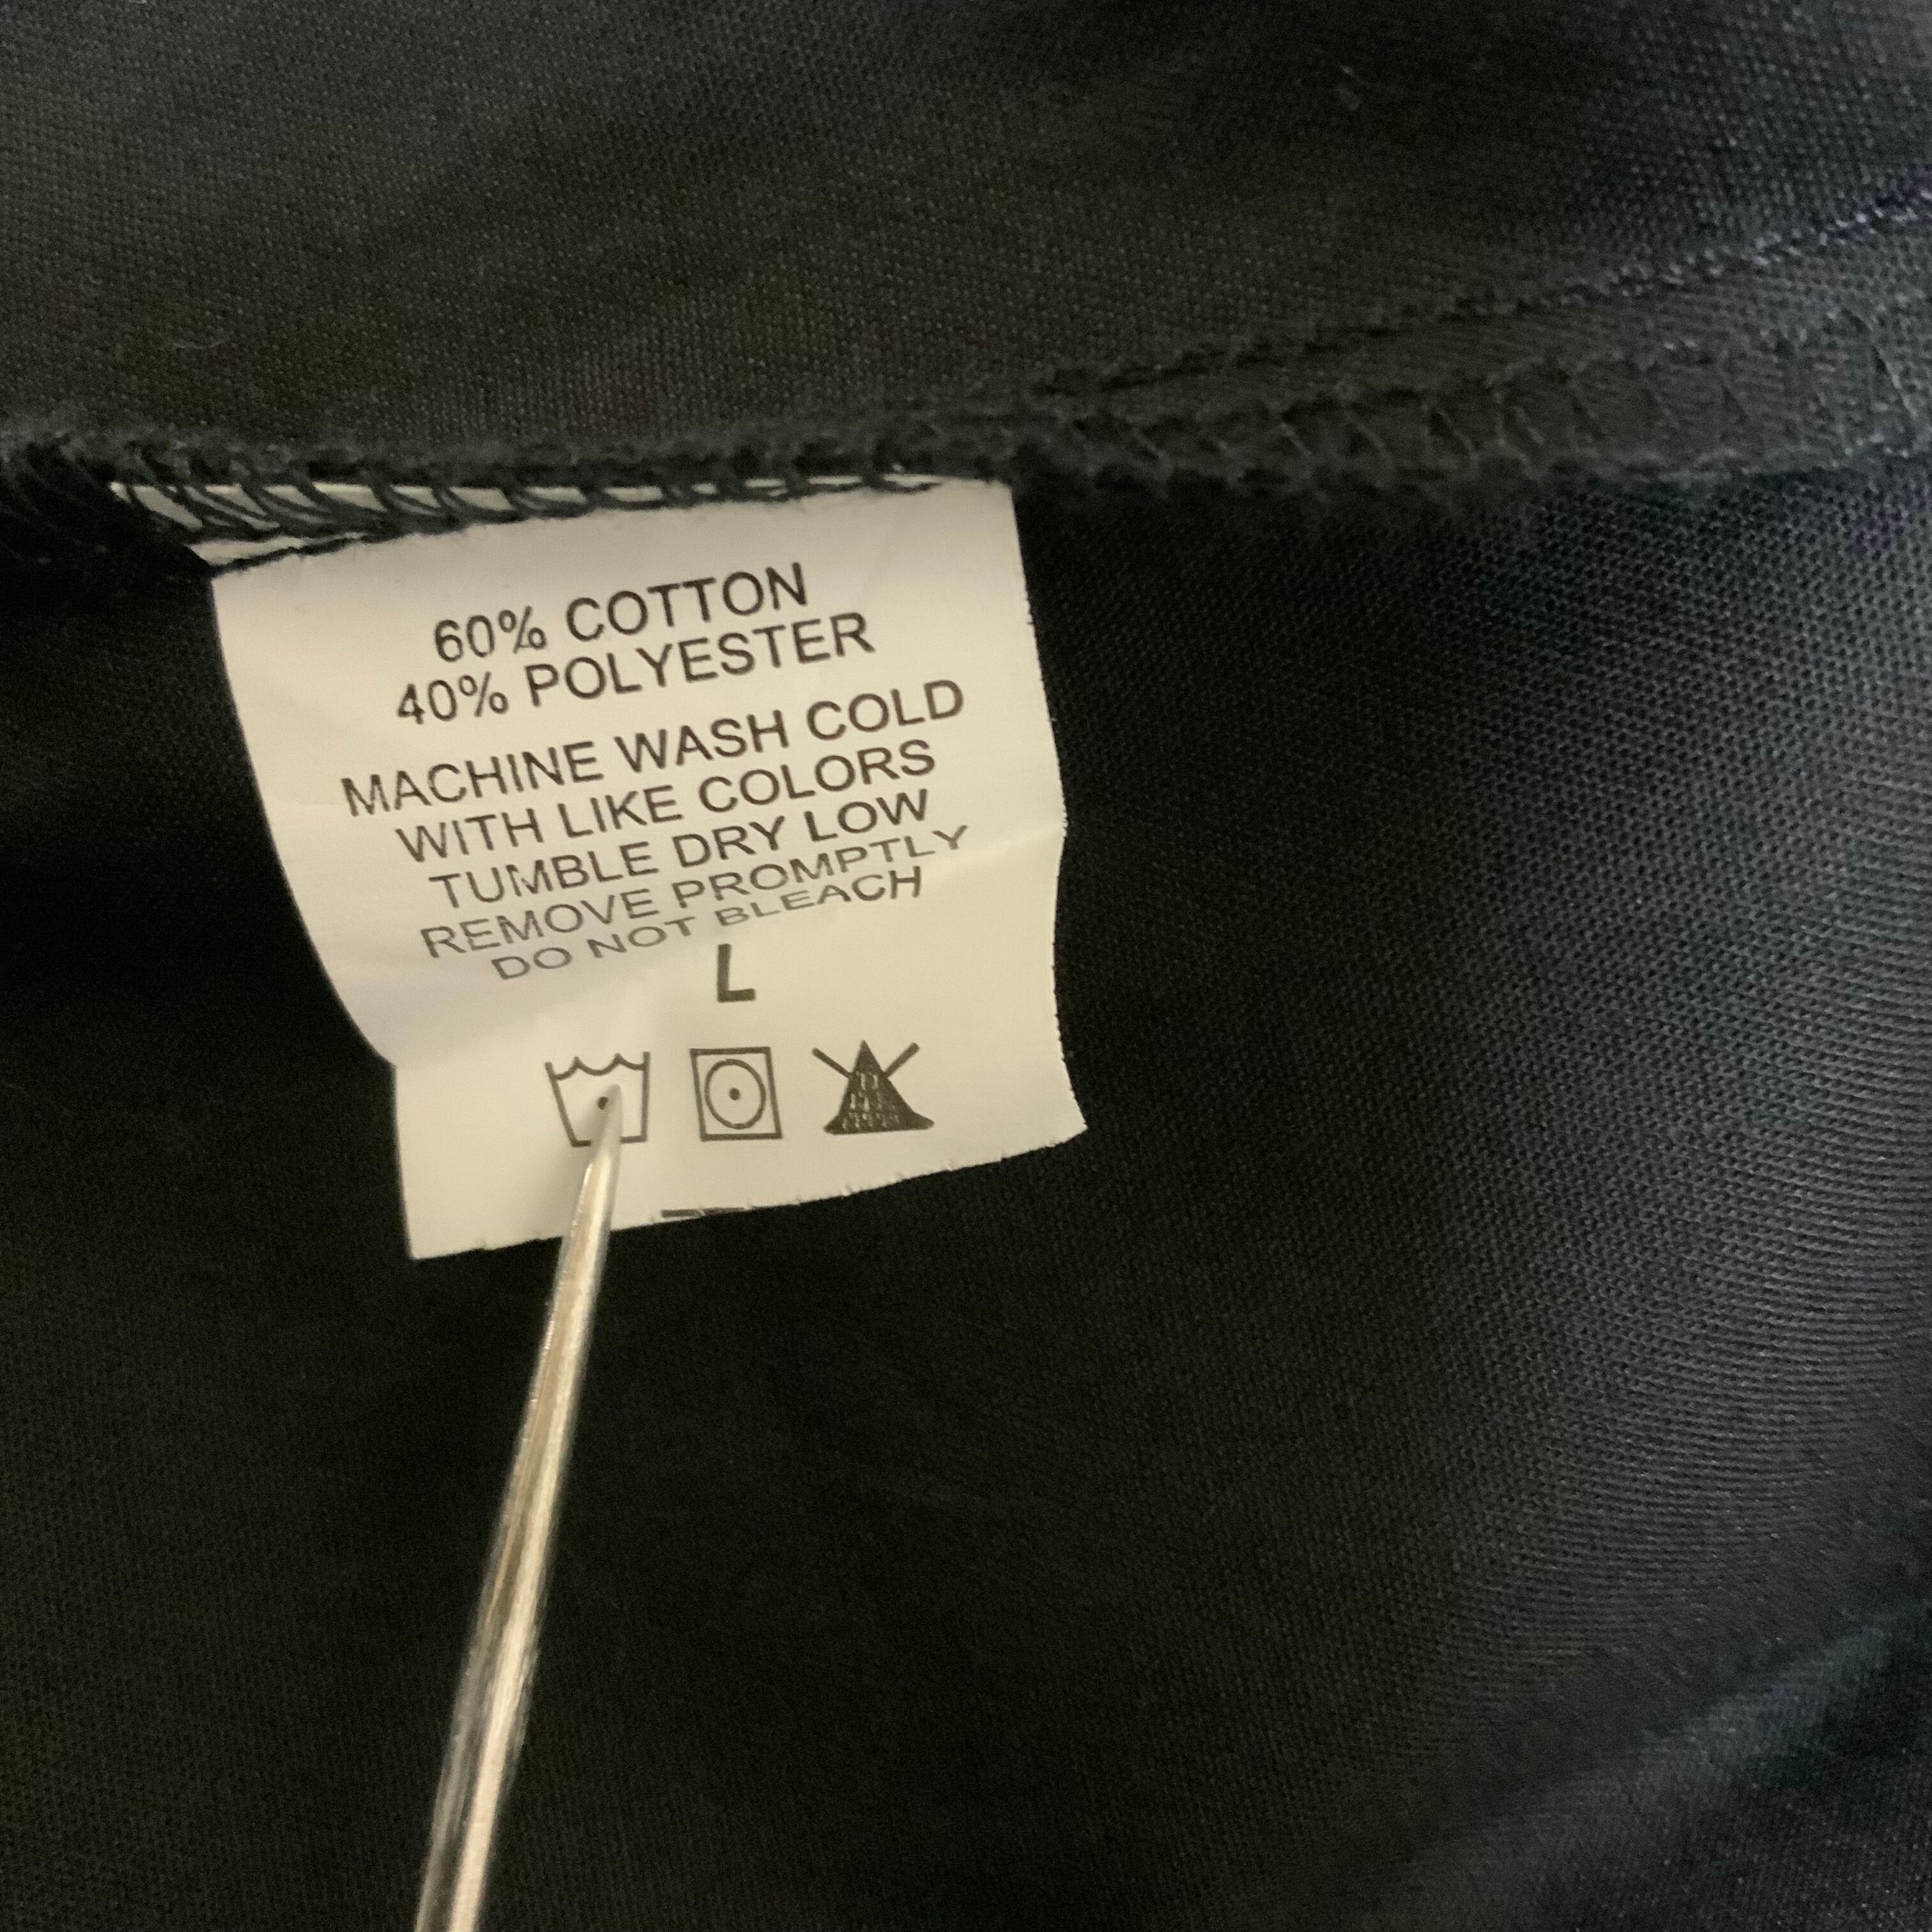 60% COTTON
40% POLYESTER
MACHINE WASH COLD
WITH LIKE COLORS
TUMBLE DRY LOW
REMOVE PROMPTLY
DO NOT BLEACH
L